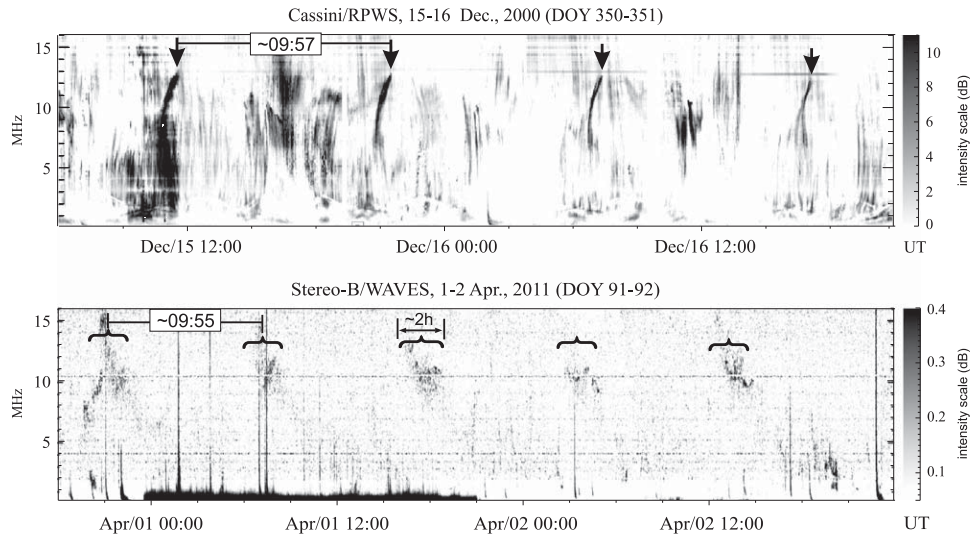 Cassini/RPWS, 15-16 Dec., 2000 (DOY 350-351)
~09:57
15
10
5
MHz
Dec/15 12:00
Dec/16 00:00
Dec/16 12:00
UT
10
8
6
4
2
0
intensity scale (dB)
Stereo-B/WAVES, 1-2 Apr., 2011 (DOY 91-92)
~09:55
~2h
15
10
5
MHz
Apr/01 00:00
Apr/01 12:00
Apr/02 00:00
Apr/02 12:00
UT
0.4
0.3
0.2
0.1
intensity scale (dB)